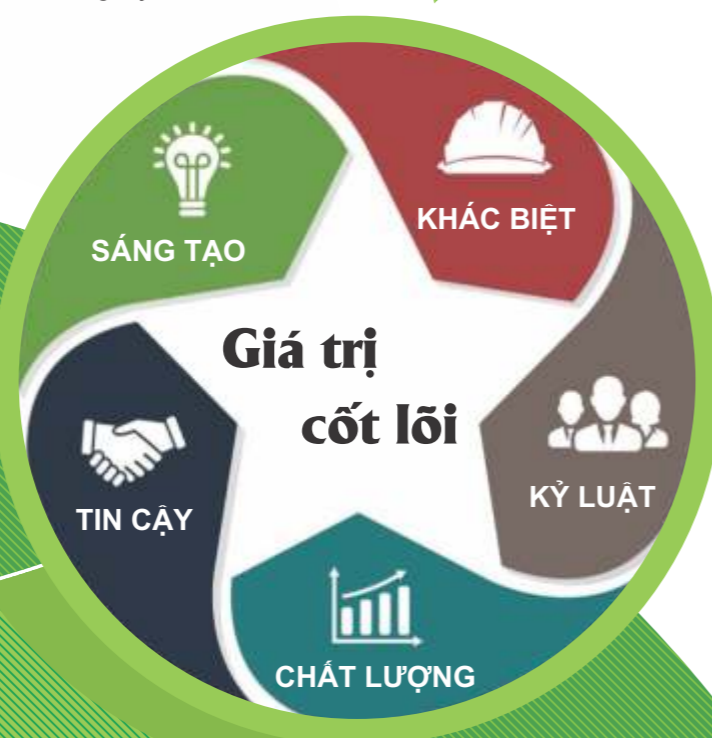 KHÁC BIỆT
SÁNG TẠO
Giá trị
cốt lõi
KỶ LUẬT
TIN CẬY
CHẤT LƯỢNG